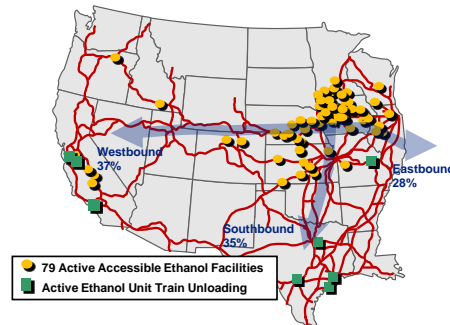 Westbound
37%
Eastbound
28%
Southbound
35%
79 Active Accessible Ethanol Facilities
Active Ethanol Unit Train Unloading